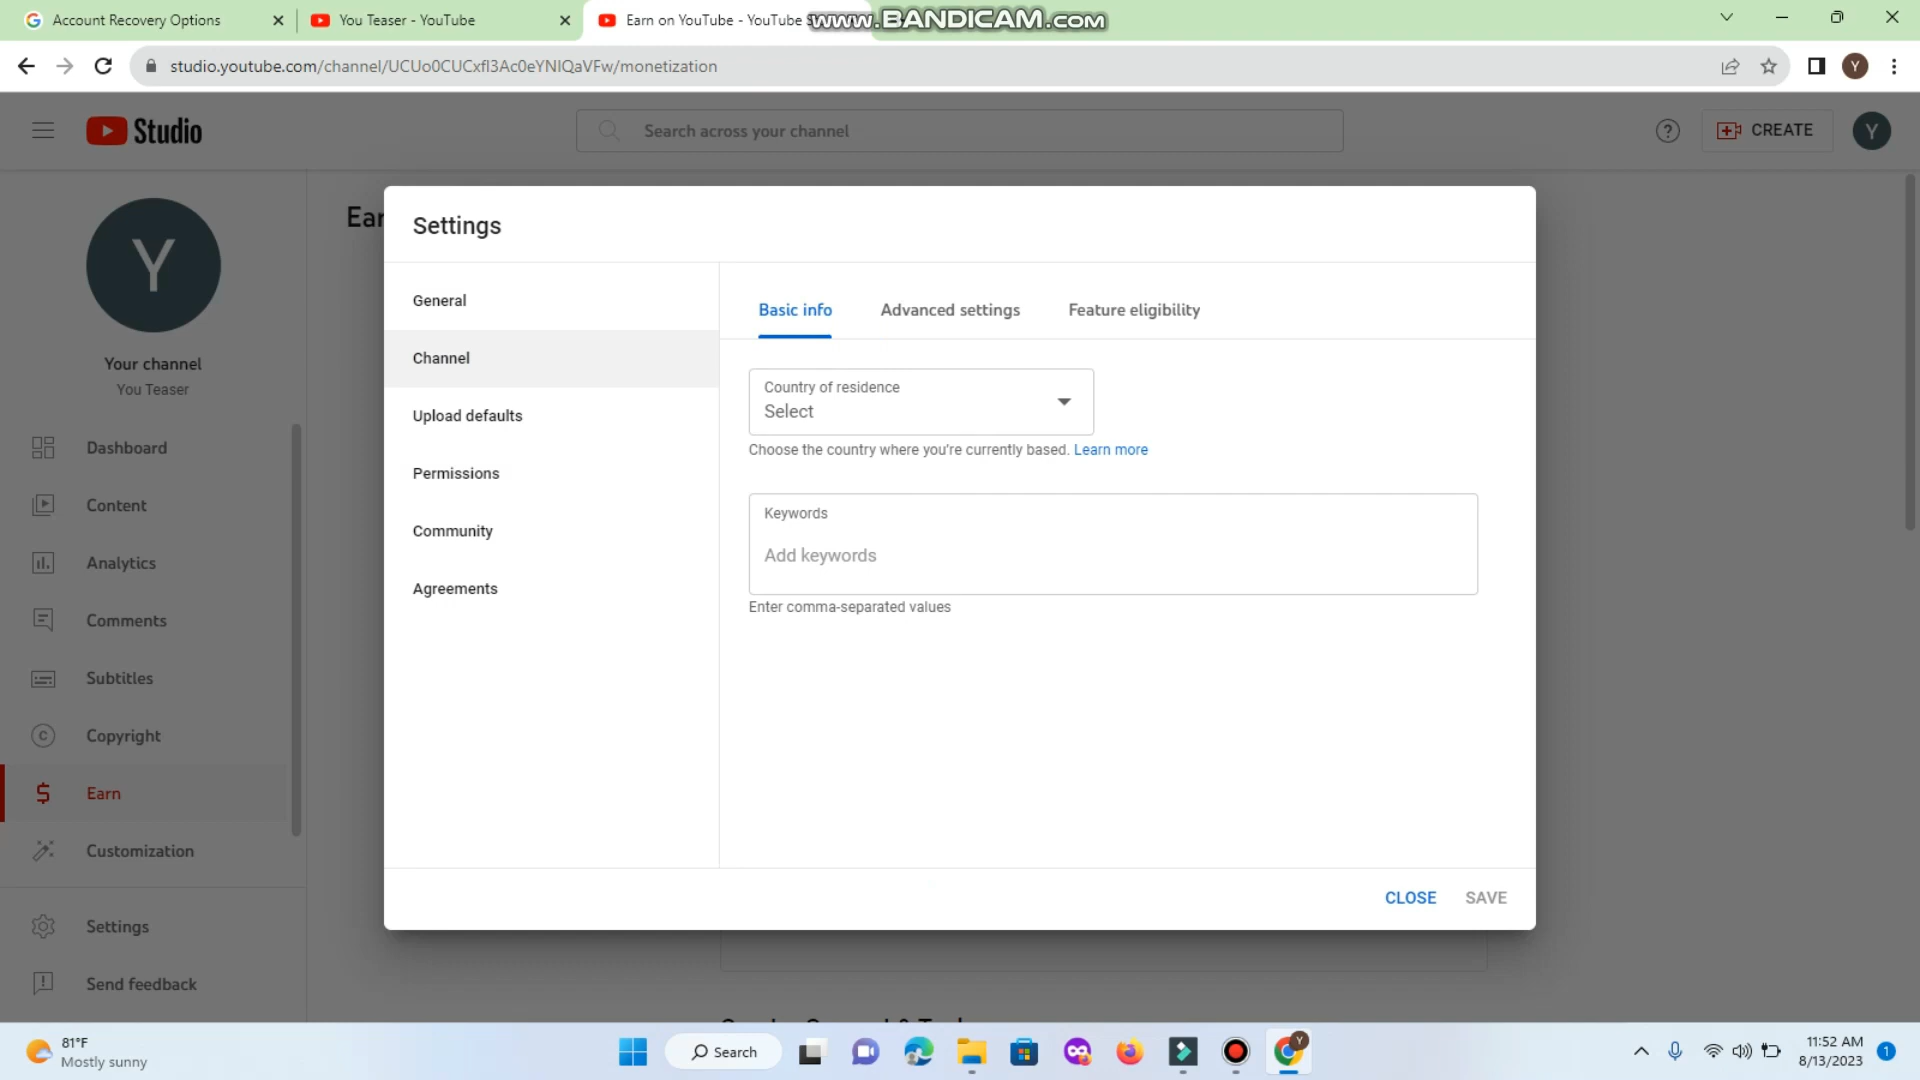 Account Recovery Options
You Teaser - YouTube
Earn on YouTube - YouTube S
www.BANDICAM.com
studio.youtube.com/channel/UCUo0CUCxfl3Ac0eYNIQaVFw/monetization
Y
Studio
Search across your channel
CREATE
Y
Y
Your channel
You Teaser
Dashboard
Content
Analytics
Comments
Subtitles
Copyright
Earn
Customization
Settings
Send feedback
Ear
Settings
General
Channel
Upload defaults
Permissions
Community
Agreements
Basic info
Advanced settings
Feature eligibility
Country of residence
Select
Choose the country where you're currently based. Learn more
Keywords
Add keywords
Enter comma-separated values
CLOSE
SAVE
81°F
Mostly sunny
Search
Y
11:52 AM
8/13/2023
1